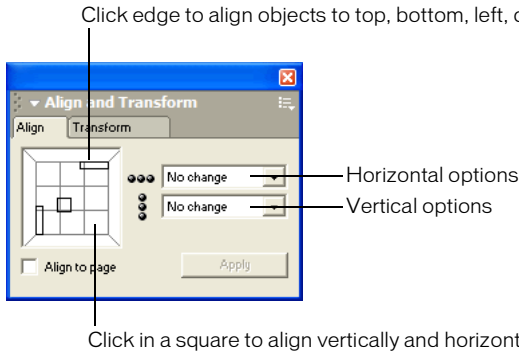 Click edge to align objects to top, bottom, left,
Align and Transform
Align Transform
No change
Horizontal options
No change
Vertical options
Align to page
Apply
Click in a square to align vertically and